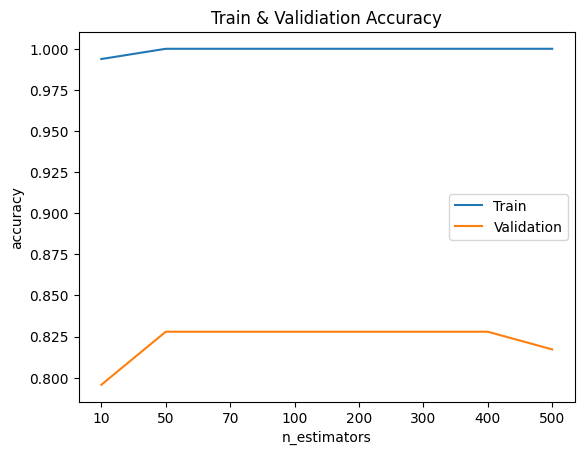 Train & Validiation Accuracy
1.000
0.975
0.950
0.925
0.900
0.875
0.850
0.825
0.800
accuracy
Train
Validation
10 50 70 100 200 300 400 500
n_estimators